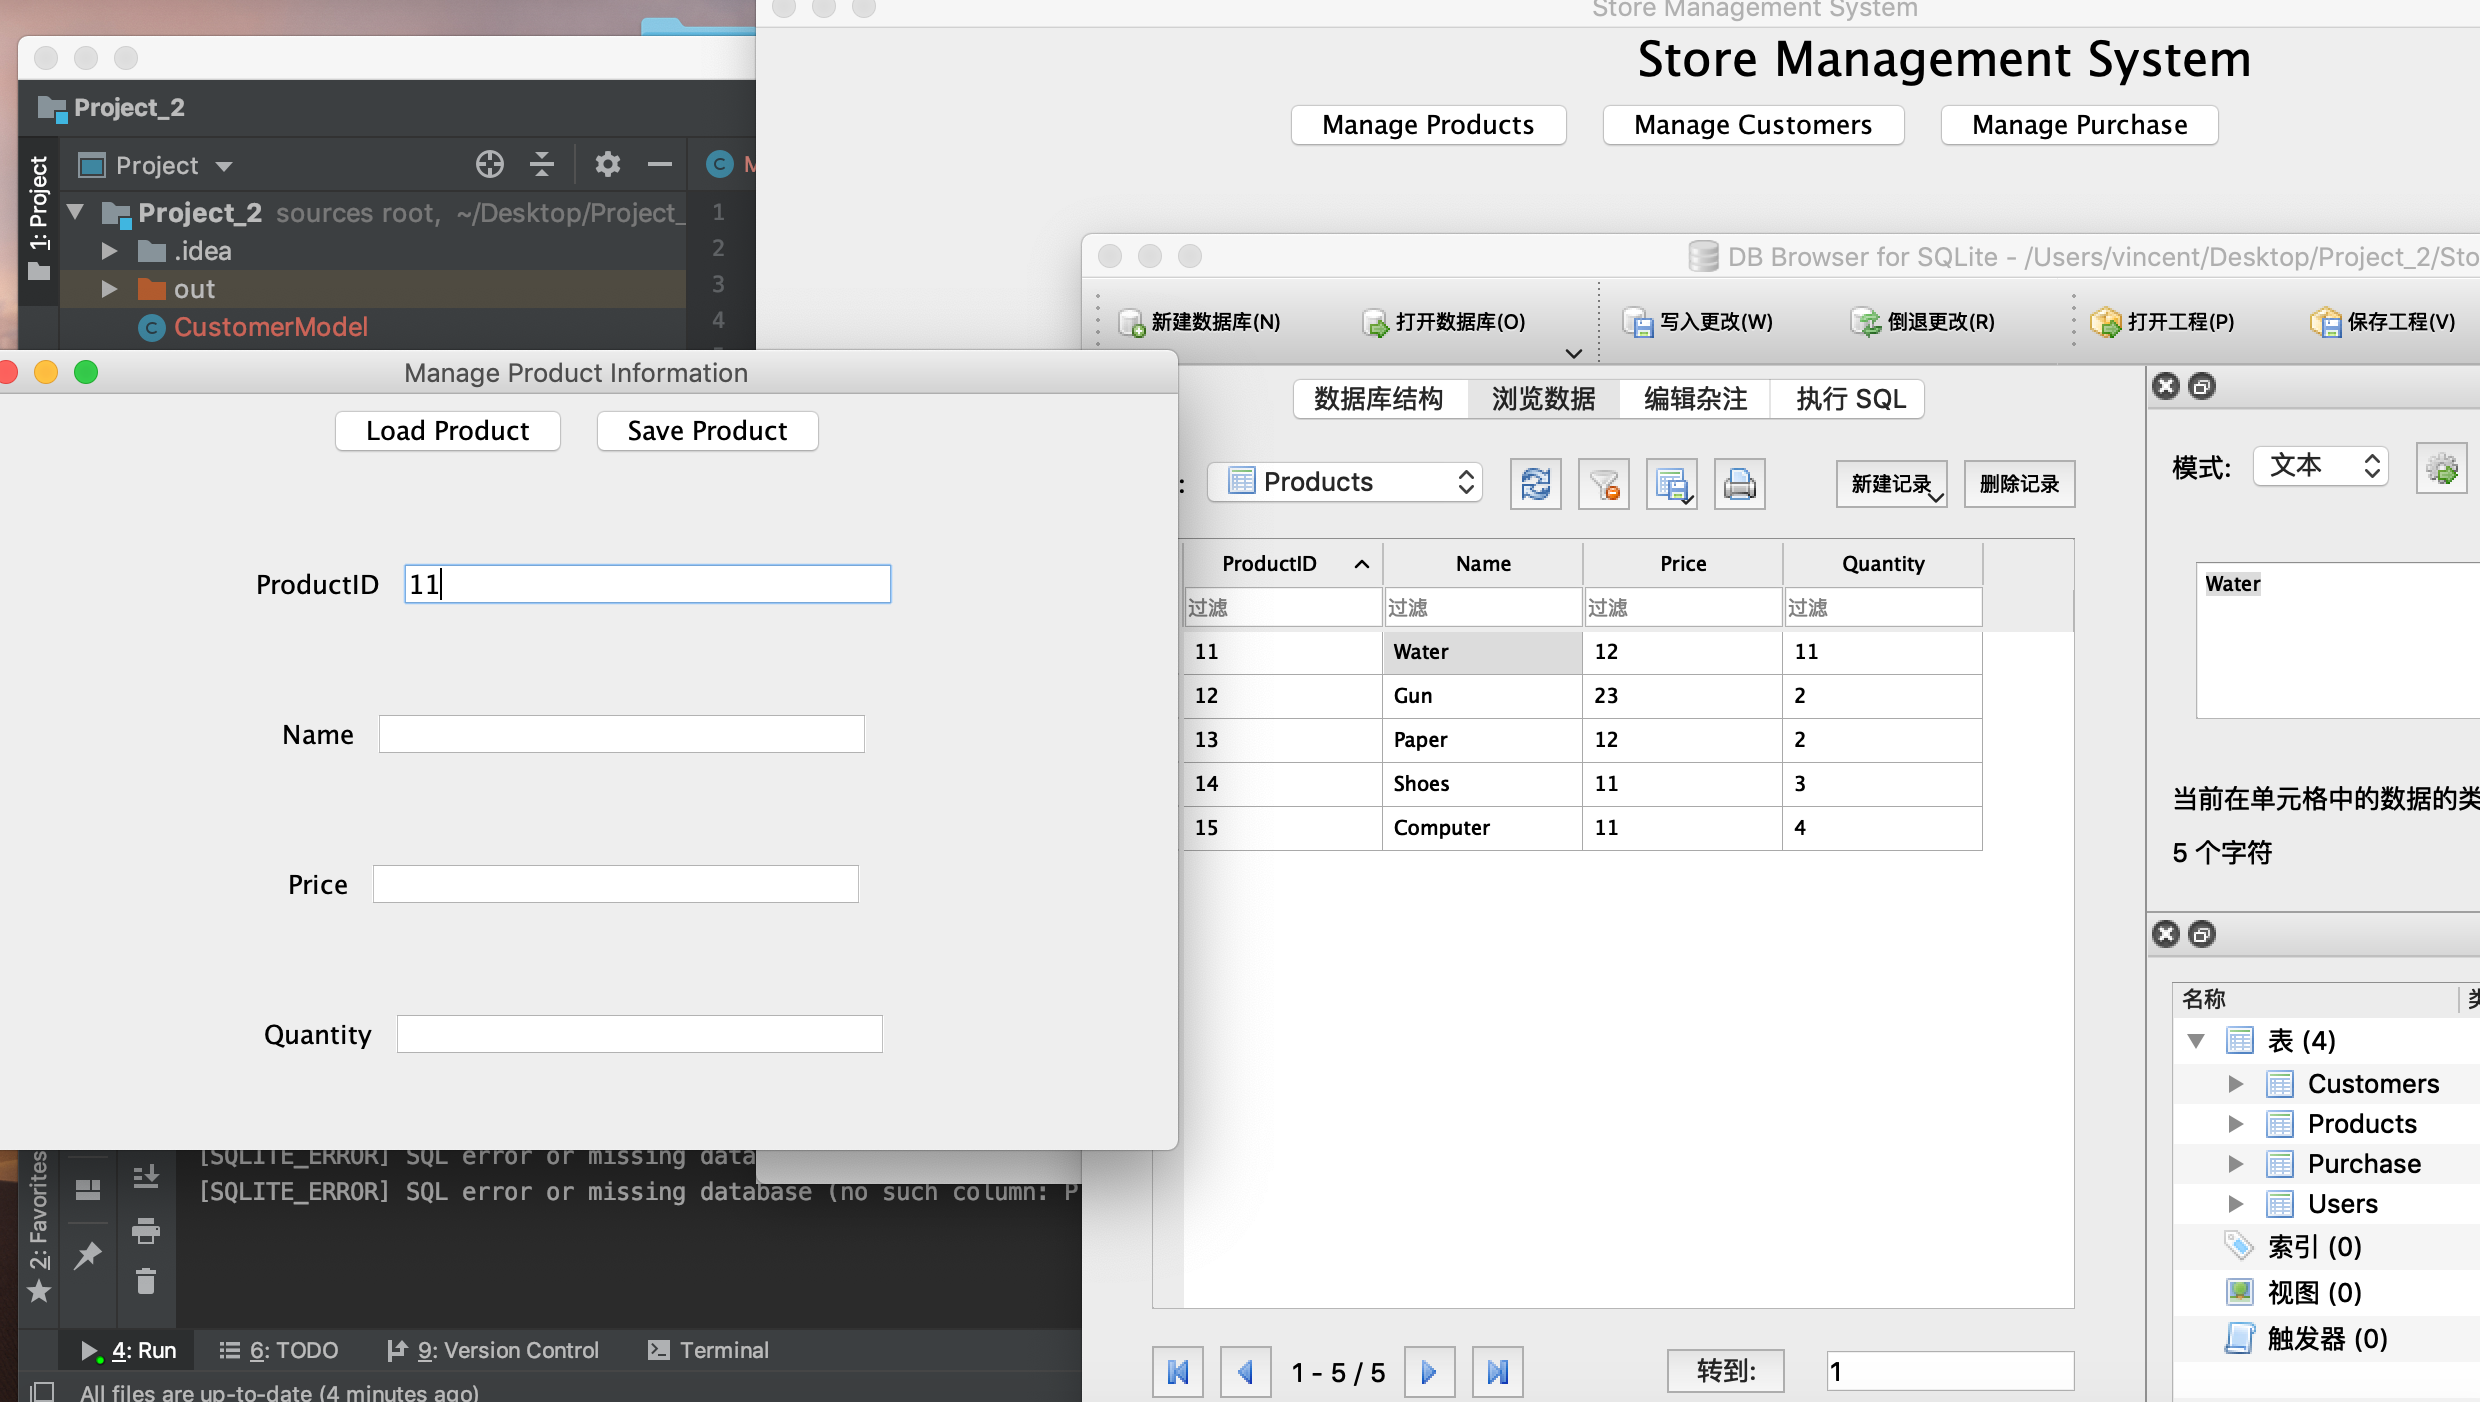 Store Management System
Store Management System
Manage Products
Manage Customers
Manage Purchase
Project_2
1: Project
Project
Project_2 sources root, ~/Desktop/Project_
.idea
out
CustomerModel
1
2
3
4
DB Browser for SQLite - /Users/vincent/Desktop/Project_2/Sto
新建数据库(N)
打开数据库(O)
写入更改(W)
倒退更改(R)
打开工程(P)
保存工程(V)
数据库结构
浏览数据
编辑杂注
执行 SQL
: Products
新建记录
删除记录
模式: 文本
Water
当前在单元格中的数据的类
5 个字符
ProductID Name Price Quantity
过滤 过滤 过滤 过滤
11 Water 12 11
12 Gun 23 2
13 Paper 12 2
14 Shoes 11 3
15 Computer 11 4
1 - 5 / 5
转到: 1
名称
表 (4)
Customers
Products
Purchase
Users
索引 (0)
视图 (0)
触发器 (0)
Manage Product Information
Load Product
Save Product
ProductID 11
Name
Price
Quantity
2: Favorites
[SQLITE_ERROR] SQL error or missing data
[SQLITE_ERROR] SQL error or missing database (no such column: P
4: Run
6: TODO
9: Version Control
Terminal
All files are up-to-date (4 minutes ago)